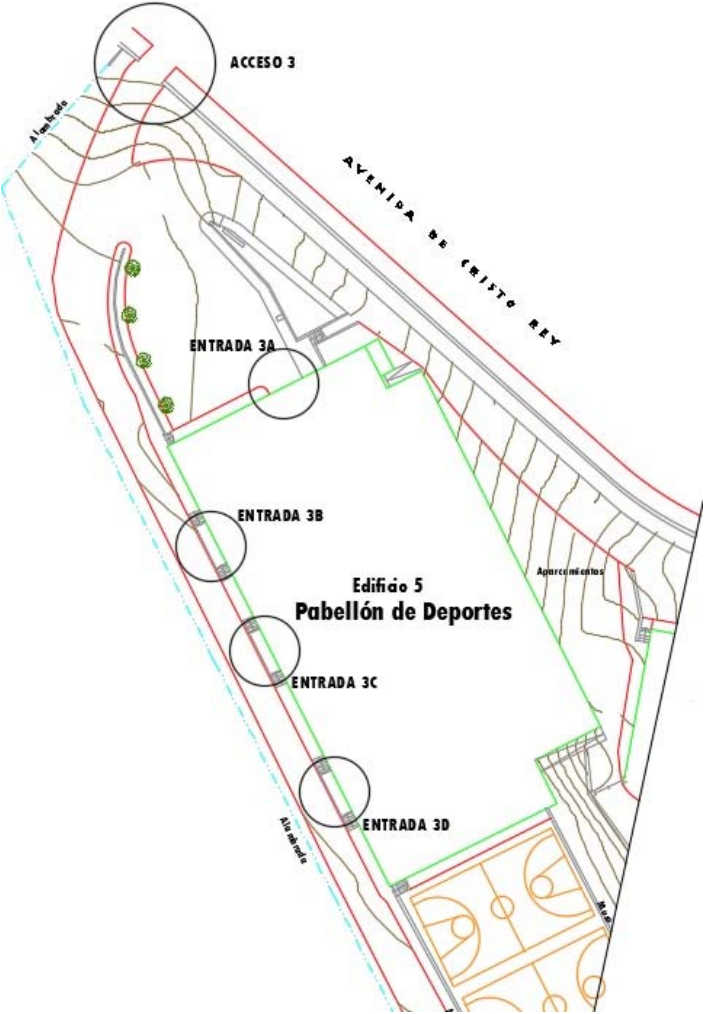 ACCESO 3
Alambrada
AVENIDA DE CRISTO REY
ENTRADA 3A
ENTRADA 3B
Aparcamientos
Edificio 5
Pabellón de Deportes
ENTRADA 3C
ENTRADA 3D
Alambrada